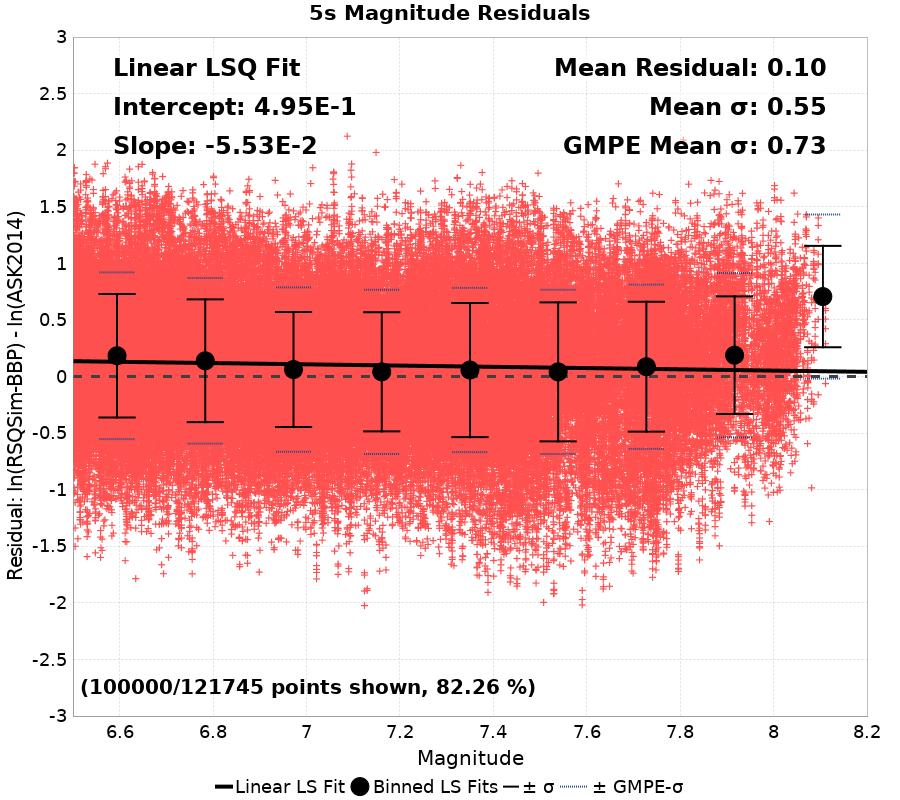 5s Magnitude Residuals
Linear LSQ Fit
Intercept: 4.95E-1
Slope: -5.53E-2
Mean Residual: 0.10
Mean σ: 0.55
GMPE Mean σ: 0.73
Residual: ln(RSQSim-BBP) - ln(ASK2014)
3
2.5
2
1.5
1
0.5
0
-0.5
-1
-1.5
-2
-2.5
-3
(100000/121745 points shown, 82.26 %)
6.6 6.8 7 7.2 7.4 7.6 7.8 8 8.2
Magnitude
Linear LS Fit Binned LS Fits ± σ ± GMPE-σ